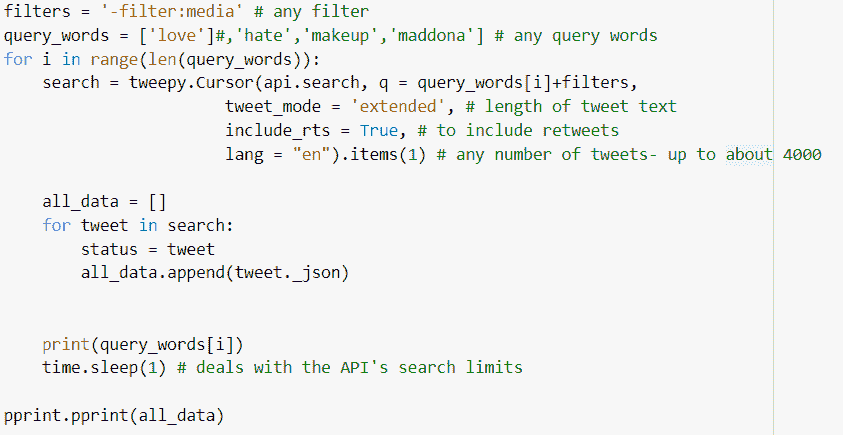 filters = '-filter:media' # any filter
query_words = ['love']#,'hate','makeup','maddona'] # any query words
for i in range(len(query_words)):
    search = tweepy.Cursor(api.search, q = query_words[i]+filters,
                       tweet_mode = 'extended', # length of tweet text
                       include_rts = True, # to include retweets
                       lang = "en").items(1) # any number of tweets- up to about 4000
    all_data = []
    for tweet in search:
        status = tweet
        all_data.append(tweet._json)
    print(query_words[i])
    time.sleep(1) # deals with the API's search limits
pprint.pprint(all_data)